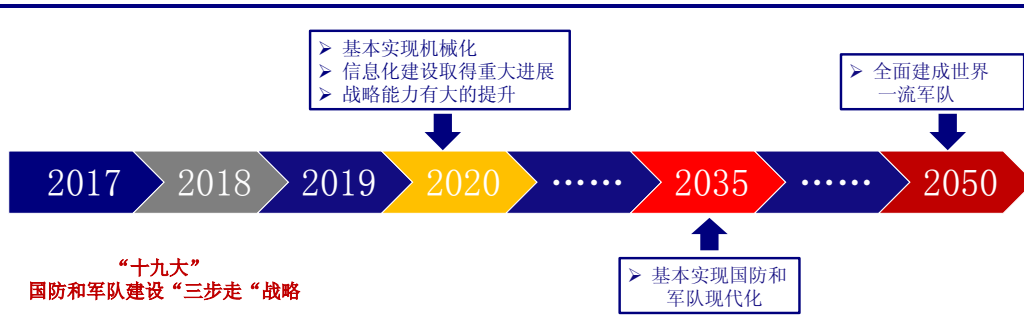 ➢ 基本实现机械化
➢ 信息化建设取得重大进展
➢ 战略能力有大的提升
➢ 全面建成世界
一流军队
2017 2018 2019 2020 …… 2035 …… 2050
“十九大”
国防和军队建设“三步走“战略
➢ 基本实现国防和
军队现代化